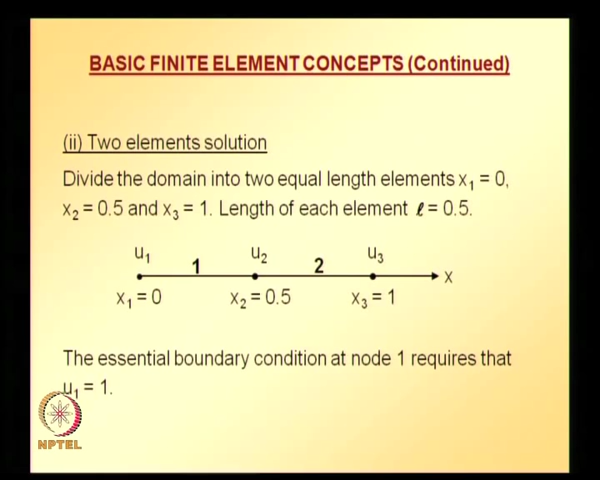 BASIC FINITE ELEMENT CONCEPTS (Continued)
(ii) Two elements solution
Divide the domain into two equal length elements x₁ = 0,
x₂ = 0.5 and x₃ = 1. Length of each element ℓ = 0.5.
u₁ 1 u₂ 2 u₃
x
x₁ = 0 x₂ = 0.5 x₃ = 1
The essential boundary condition at node 1 requires that
u₁ = 1.
NPTEL